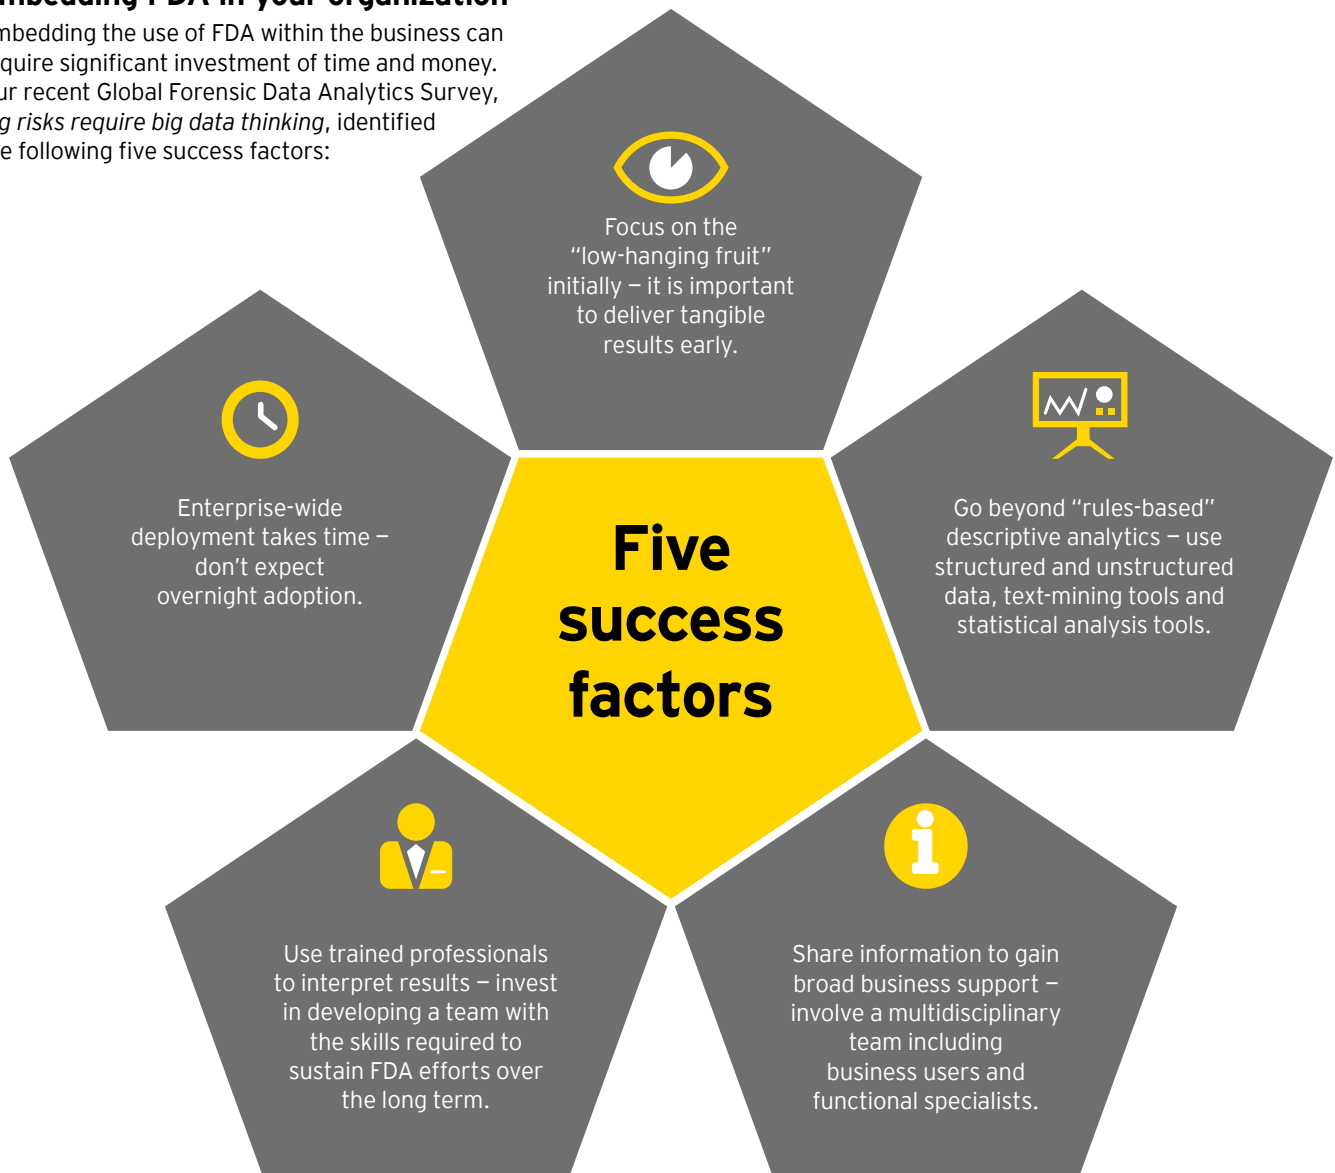 mbedding FDA in your organization
mbedding the use of FDA within the business can
quire significant investment of time and money.
ur recent Global Forensic Data Analytics Survey,
g risks require big data thinking, identified
e following five success factors:
Focus on the
“low-hanging fruit”
initially — it is important
to deliver tangible
results early.
Go beyond “rules-based”
descriptive analytics — use
structured and unstructured
data, text-mining tools and
statistical analysis tools.
Share information to gain
broad business support —
involve a multidisciplinary
team including
business users and
functional specialists.
Use trained professionals
to interpret results — invest
in developing a team with
the skills required to
sustain FDA efforts over
the long term.
Enterprise-wide
deployment takes time —
don’t expect
overnight adoption.
Five
success
factors